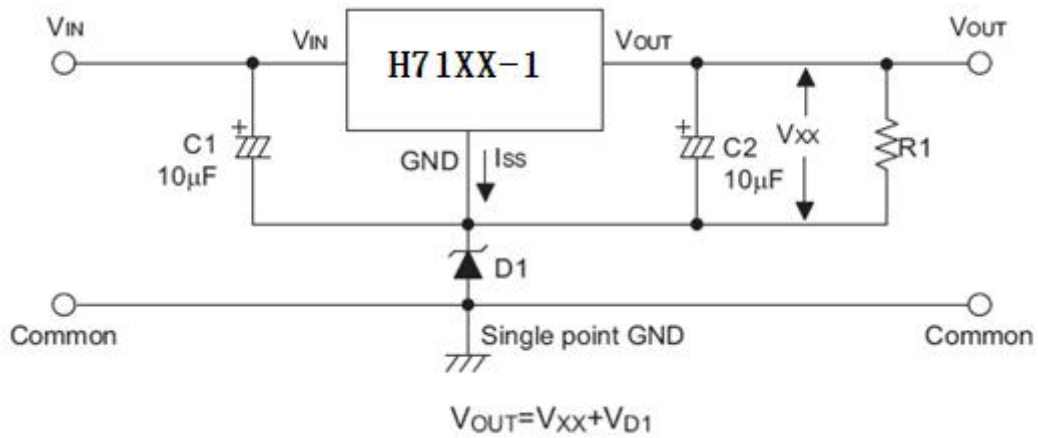 VIN
VIN
H71XX-1
VOUT
VOUT
+
C1
10μF
GND
ISS
+
C2
10μF
VXX
R1
D1
Common
Single point GND
Common
VOUT=VXX+VD1